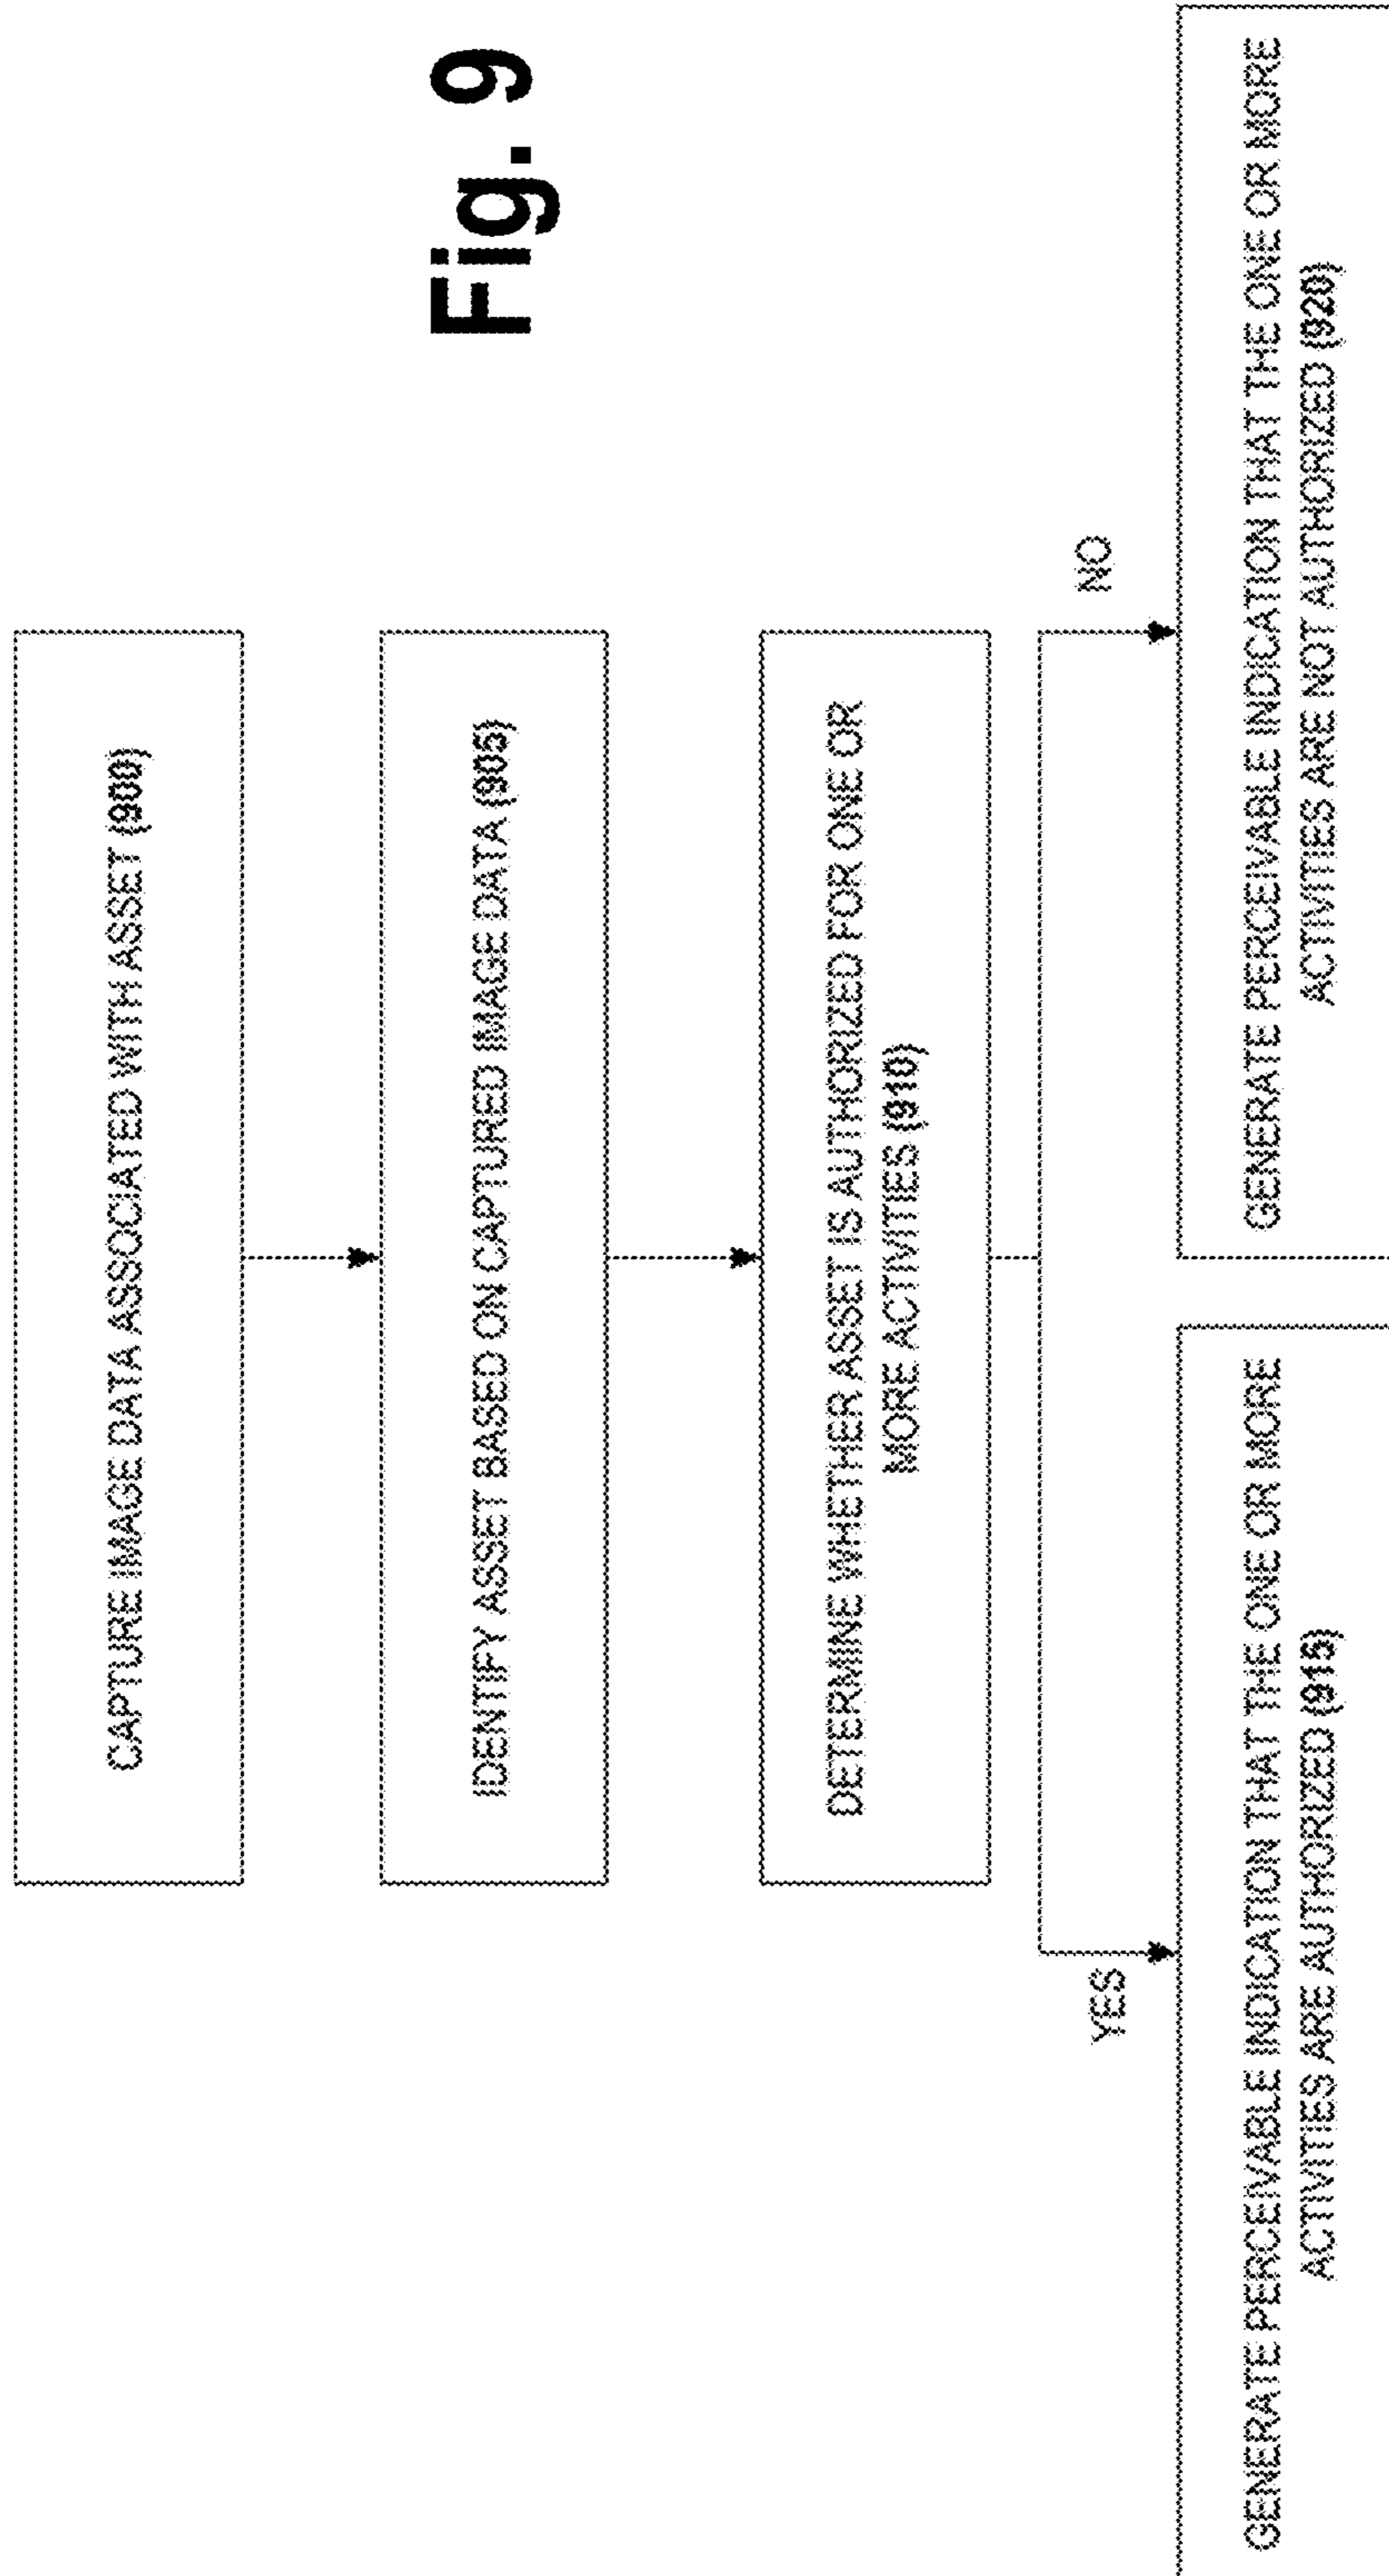 CAPTURE IMAGE DATA ASSOCIATED WITH ASSET (900)
IDENTIFY ASSET BASED ON CAPTURED IMAGE DATA (905)
DETERMINE WHETHER ASSET IS AUTHORIZED FOR ONE OR
MORE ACTIVITIES (910)
YES
NO
GENERATE PERCEIVABLE INDICATION THAT THE ONE OR MORE
ACTIVITIES ARE AUTHORIZED (915)
GENERATE PERCEIVABLE INDICATION THAT THE ONE OR MORE
ACTIVITIES ARE NOT AUTHORIZED (920)
Fig. 9